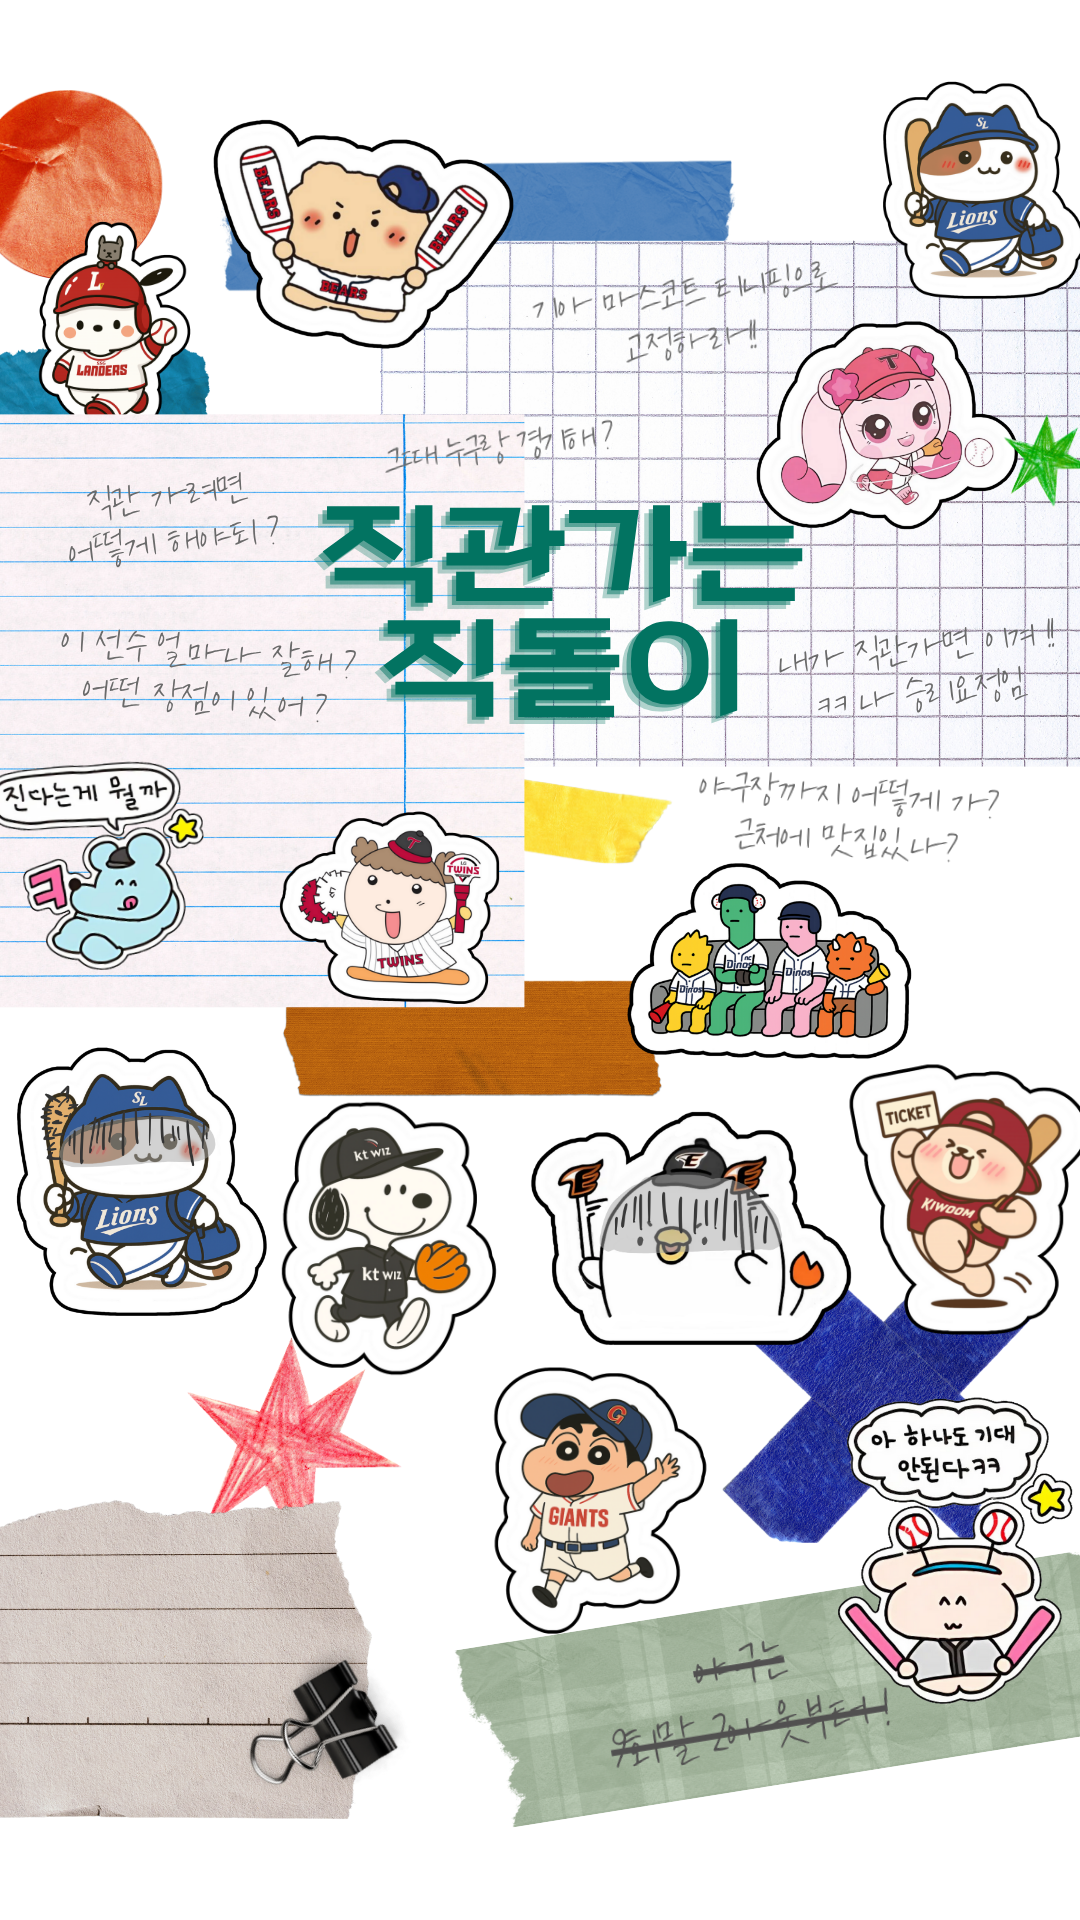 SL
BEARS
BEARS
BEARS
Lions
L
SSG
LANDERS
기아 마스코트 티니핑으로
고정하라!!
T
그대 누구랑 경기해?
직관 가려면
어떻게 해야되?
직관가는
직돌이
이 선수 얼마나 잘해?
어떤 장점이 있어?
내가 직관가면 이겨!!
ㅋㅋ 나 승리요정임
진다는게 뭘까
ㅋ
야구장까지 어떻게 가?
근처에 맛집있나?
T
LG
TWINS
TWINS
nc
Dinos
Dinos
Dinos
SL
Lions
kt wiz
kt wiz
E
E
E
TICKET
KIWOOM
G
GIANTS
아 하나도 기대
안된다ㅋㅋ
야구는
9회말 2아웃부터!